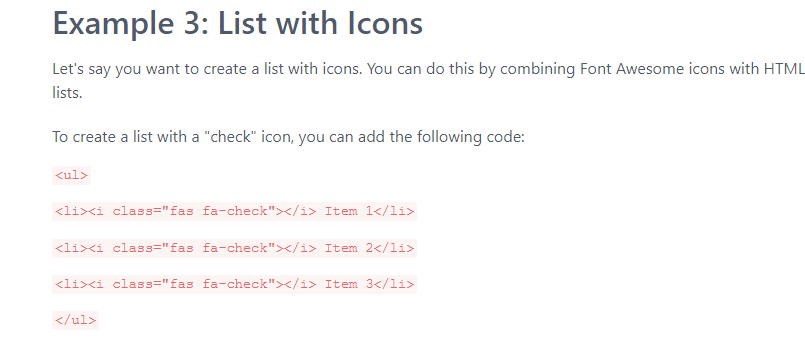 Example 3: List with Icons
Let's say you want to create a list with icons. You can do this by combining Font Awesome icons with HTML
lists.
To create a list with a "check" icon, you can add the following code:
<ul>
<li><i class="fas fa-check"></i> Item 1</li>
<li><i class="fas fa-check"></i> Item 2</li>
<li><i class="fas fa-check"></i> Item 3</li>
</ul>